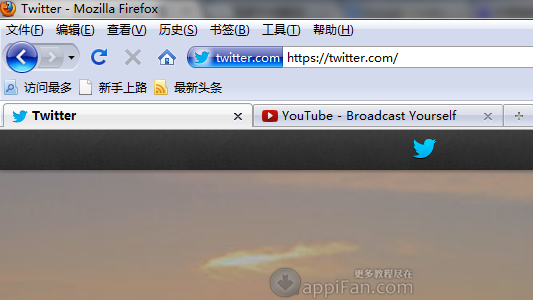 Twitter - Mozilla Firefox
文件(F) 编辑(E) 查看(V) 历史(S) 书签(B) 工具(T) 帮助(H)
twitter.com https://twitter.com/
访问最多 新手上路 最新头条
Twitter YouTube - Broadcast Yourself
更多教程尽在
appiFan.com